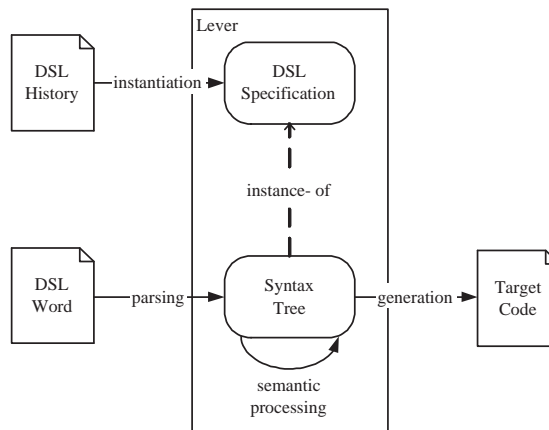 Lever
DSL
History
instantiation
DSL
Specification
instance- of
DSL
Word
parsing
Syntax
Tree
generation
Target
Code
semantic
processing